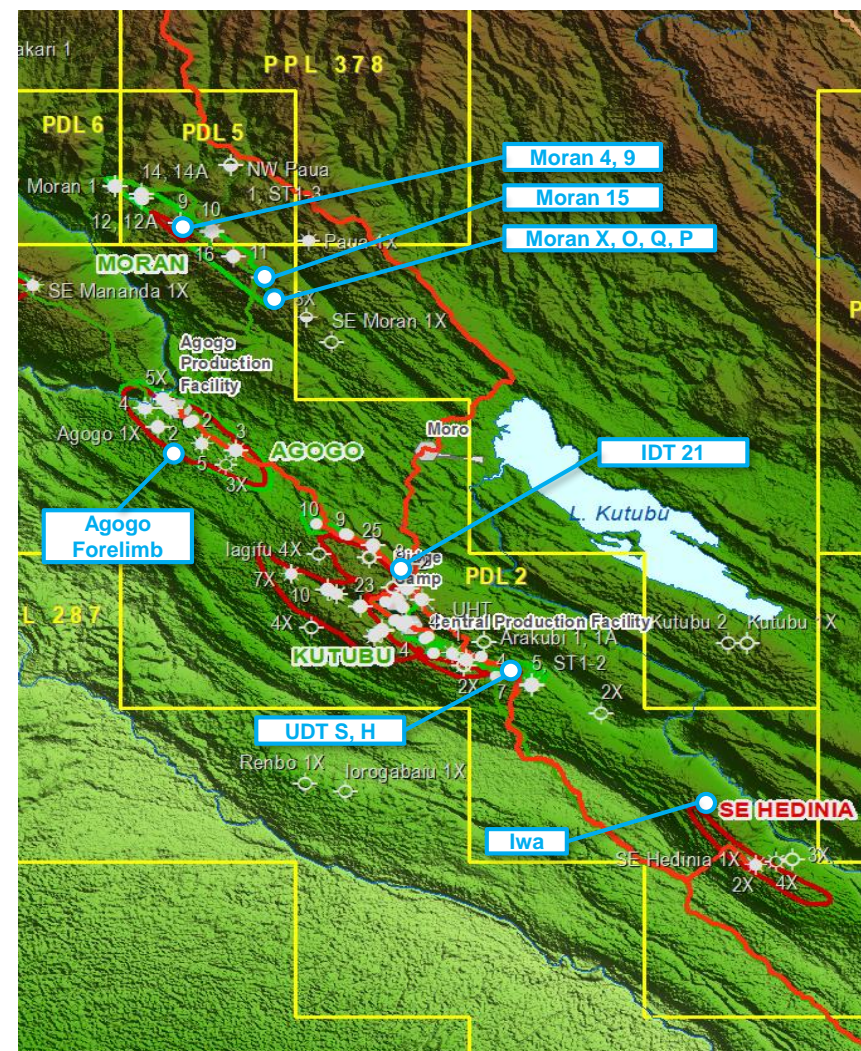 akari 1
PPL 378
PDL 6
PDL 5
Moran 4, 9
14, 14A
NW Paua
1, ST1-3
Moran 1
Moran 15
9
12, 12A
10
Moran X, O, Q, P
Paua 1X
16
11
MORAN
SE Mananda 1X
SE Moran 1X
Agogo
Production
Facility
5X
4
2
Agogo 1X
2
3
AGOGO
Moro
IDT 21
5
3X
L. Kutubu
Agogo
Forelimb
10
9
25
Iagifu 4X
7X
PDL 2
10
23
L 287
UHT
Central Production Facility
4X
Arakubi 1, 1A
Kutubu 2
Kutubu 1X
KUTUBU
4
4
5, ST1-2
2X
7
2X
UDT S, H
Renbo 1X
Iorogabaiu 1X
SE HEDINIA
Iwa
SE Hedinia 1X
3X
2X
4X